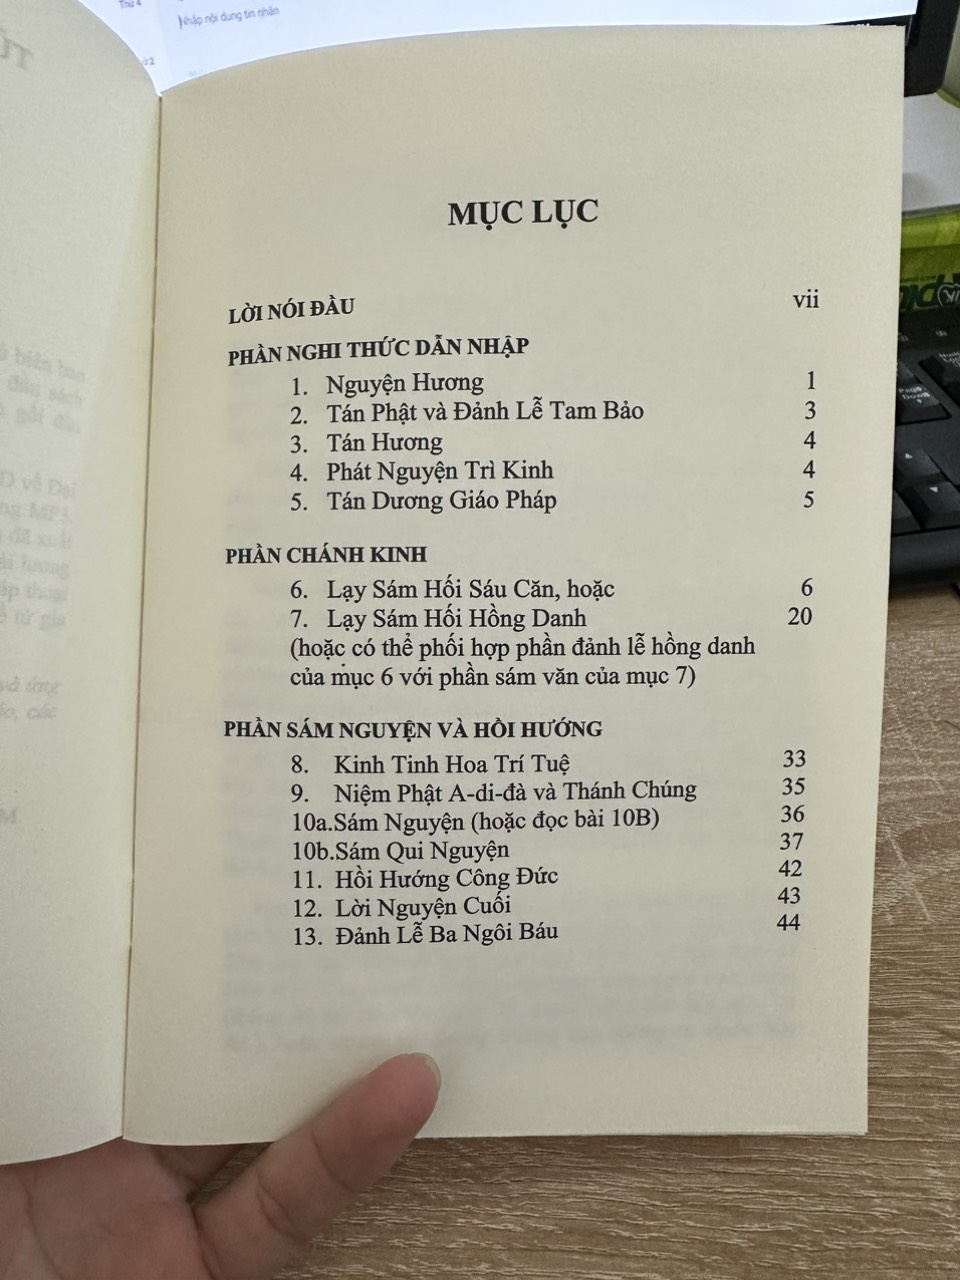 Thứ 4
Nhập nội dung tin nhắn
MỤC LỤC
LỜI NÓI ĐẦU vii
PHẦN NGHI THỨC DẪN NHẬP
1. Nguyện Hương 1
2. Tán Phật và Đảnh Lễ Tam Bảo 3
3. Tán Hương 4
4. Phát Nguyện Trì Kinh 4
5. Tán Dương Giáo Pháp 5
PHẦN CHÁNH KINH
6. Lạy Sám Hối Sáu Căn, hoặc 6
7. Lạy Sám Hối Hồng Danh 20
(hoặc có thể phối hợp phần đảnh lễ hồng danh
của mục 6 với phần sám văn của mục 7)
PHẦN SÁM NGUYỆN VÀ HỒI HƯỚNG
8. Kinh Tinh Hoa Trí Tuệ 33
9. Niệm Phật A-di-đà và Thánh Chúng 35
10a.Sám Nguyện (hoặc đọc bài 10B) 36
10b.Sám Qui Nguyện 37
11. Hồi Hướng Công Đức 42
12. Lời Nguyện Cuối 43
13. Đảnh Lễ Ba Ngôi Báu 44